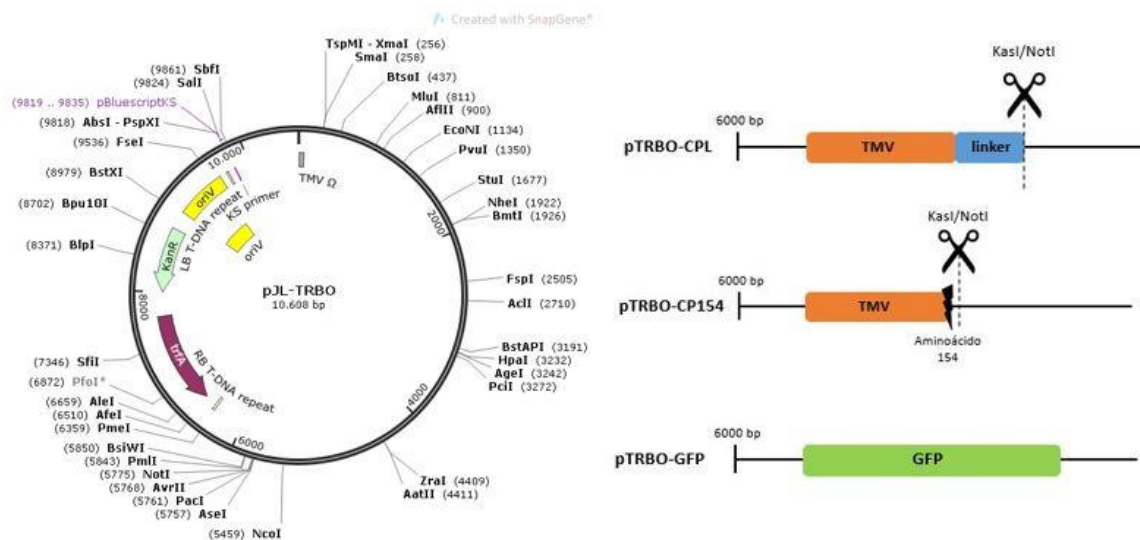 Created with SnapGene®
TspMI - XmaI (256)
SmaI (258)
BtsαI (437)
MluI (811)
AflII (900)
EcoNI (1134)
PvuI (1350)
StuI (1677)
NheI (1922)
BmtI (1926)
FspI (2505)
AclI (2710)
BstAPI (3191)
HpaI (3232)
AgeI (3242)
PciI (3272)
ZraI (4409)
AatII (4411)
(5459) NcoI
(5757) AseI
(5761) PacI
(5768) AvrII
(5775) NotI
(5843) PmlI
(5850) BsiWI
(6359) PmeI
(6510) AfeI
(6659) AleI
(6872) PfoI*
(7346) SfiI
(8371) BlpI
(8702) Bpu10I
(8979) BstXI
(9536) FseI
(9818) AbsI - PspXI
(9819 .. 9835) pBluescriptKS
(9824) SalI
(9861) SbfI
TMV Ω
2000
4000
6000
8000
10.000
oriV
KS primer
LB T-DNA repeat
oriV
KanR
trfA
RB T-DNA repeat
pJL-TRBO
10.608 bp
KasI/NotI
6000 bp
pTRBO-CPL
TMV
linker
KasI/NotI
6000 bp
pTRBO-CP154
TMV
Aminoácido
154
6000 bp
pTRBO-GFP
GFP